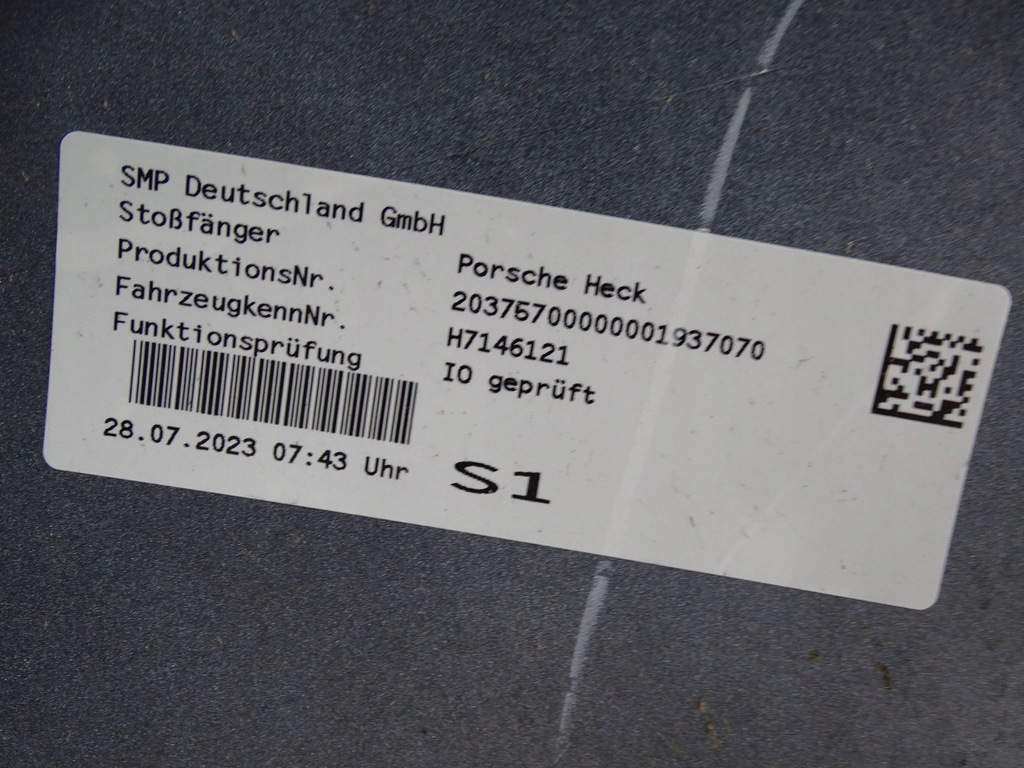 SMP Deutschland GmbH
Stoßfänger Porsche Heck
ProduktionsNr. 20375700000001937070
FahrzeugkennNr. H7146121
Funktionsprüfung IO geprüft
28.07.2023 07:43 Uhr
S1